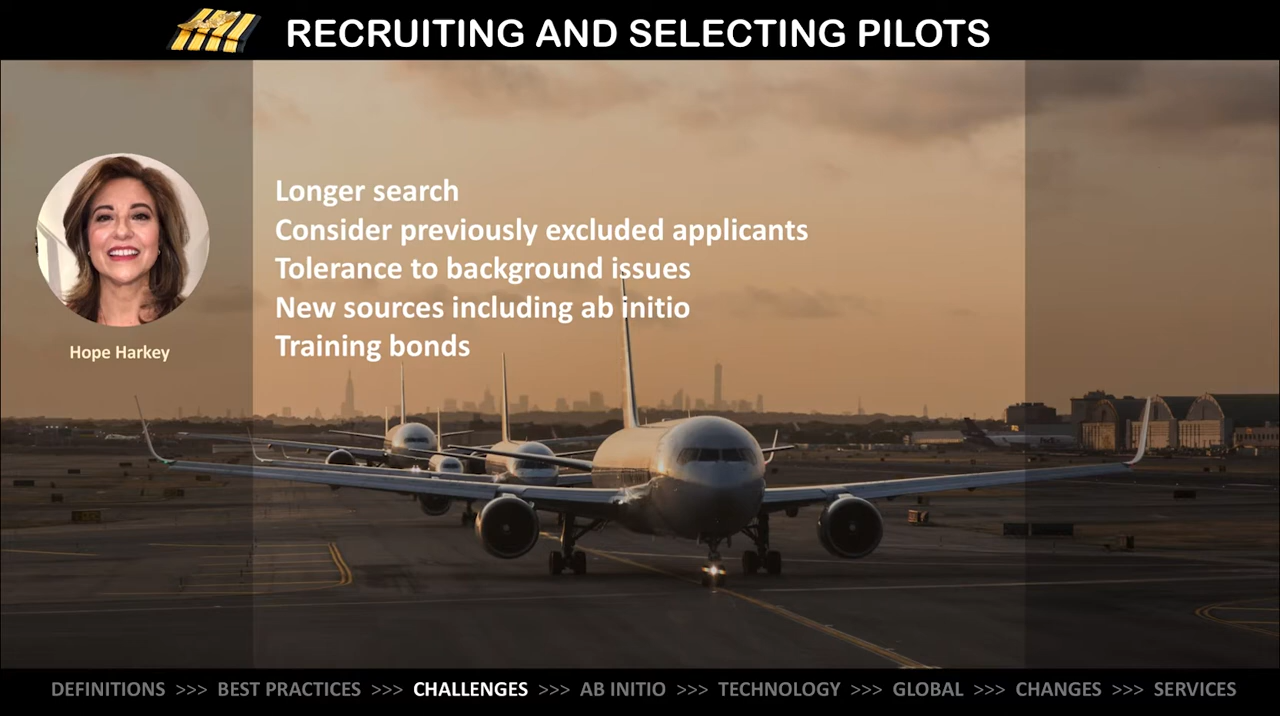 RECRUITING AND SELECTING PILOTS
Hope Harkey
Longer search
Consider previously excluded applicants
Tolerance to background issues
New sources including ab initio
Training bonds
DEFINITIONS >>> BEST PRACTICES >>> CHALLENGES >>> AB INITIO >>> TECHNOLOGY >>> GLOBAL >>> CHANGES >>> SERVICES